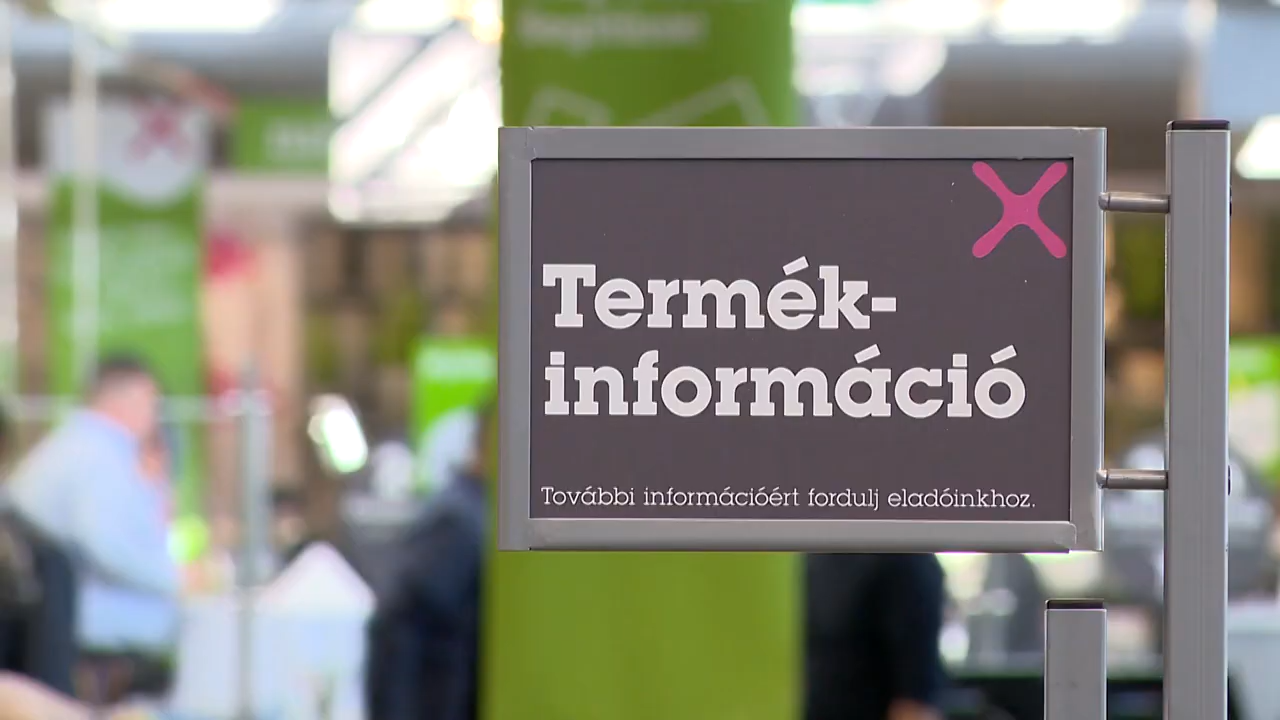 Termék-
információ
További információért fordulj eladóinkhoz.